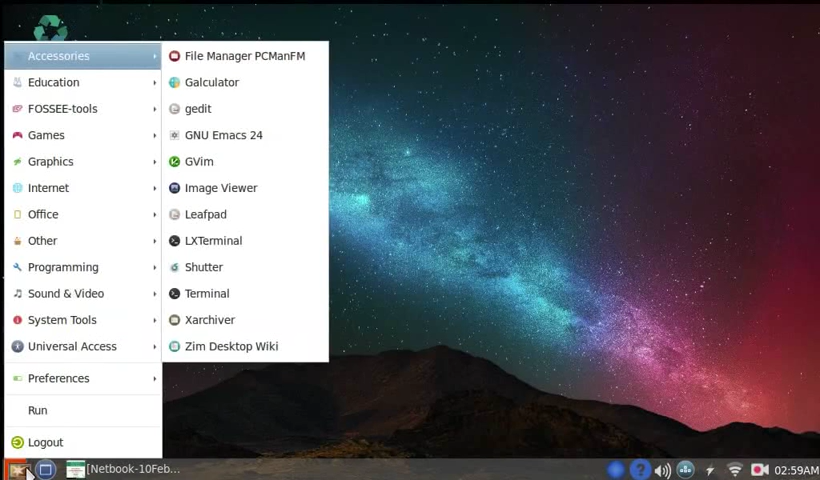 Accessories
Education
FOSSEE-tools
Games
Graphics
Internet
Office
Other
Programming
Sound & Video
System Tools
Universal Access
Preferences
Run
Logout
File Manager PCManFM
Galculator
gedit
GNU Emacs 24
GVim
Image Viewer
Leafpad
LXTerminal
Shutter
Terminal
Xarchiver
Zim Desktop Wiki
[Netbook-10Feb...
02:59AM